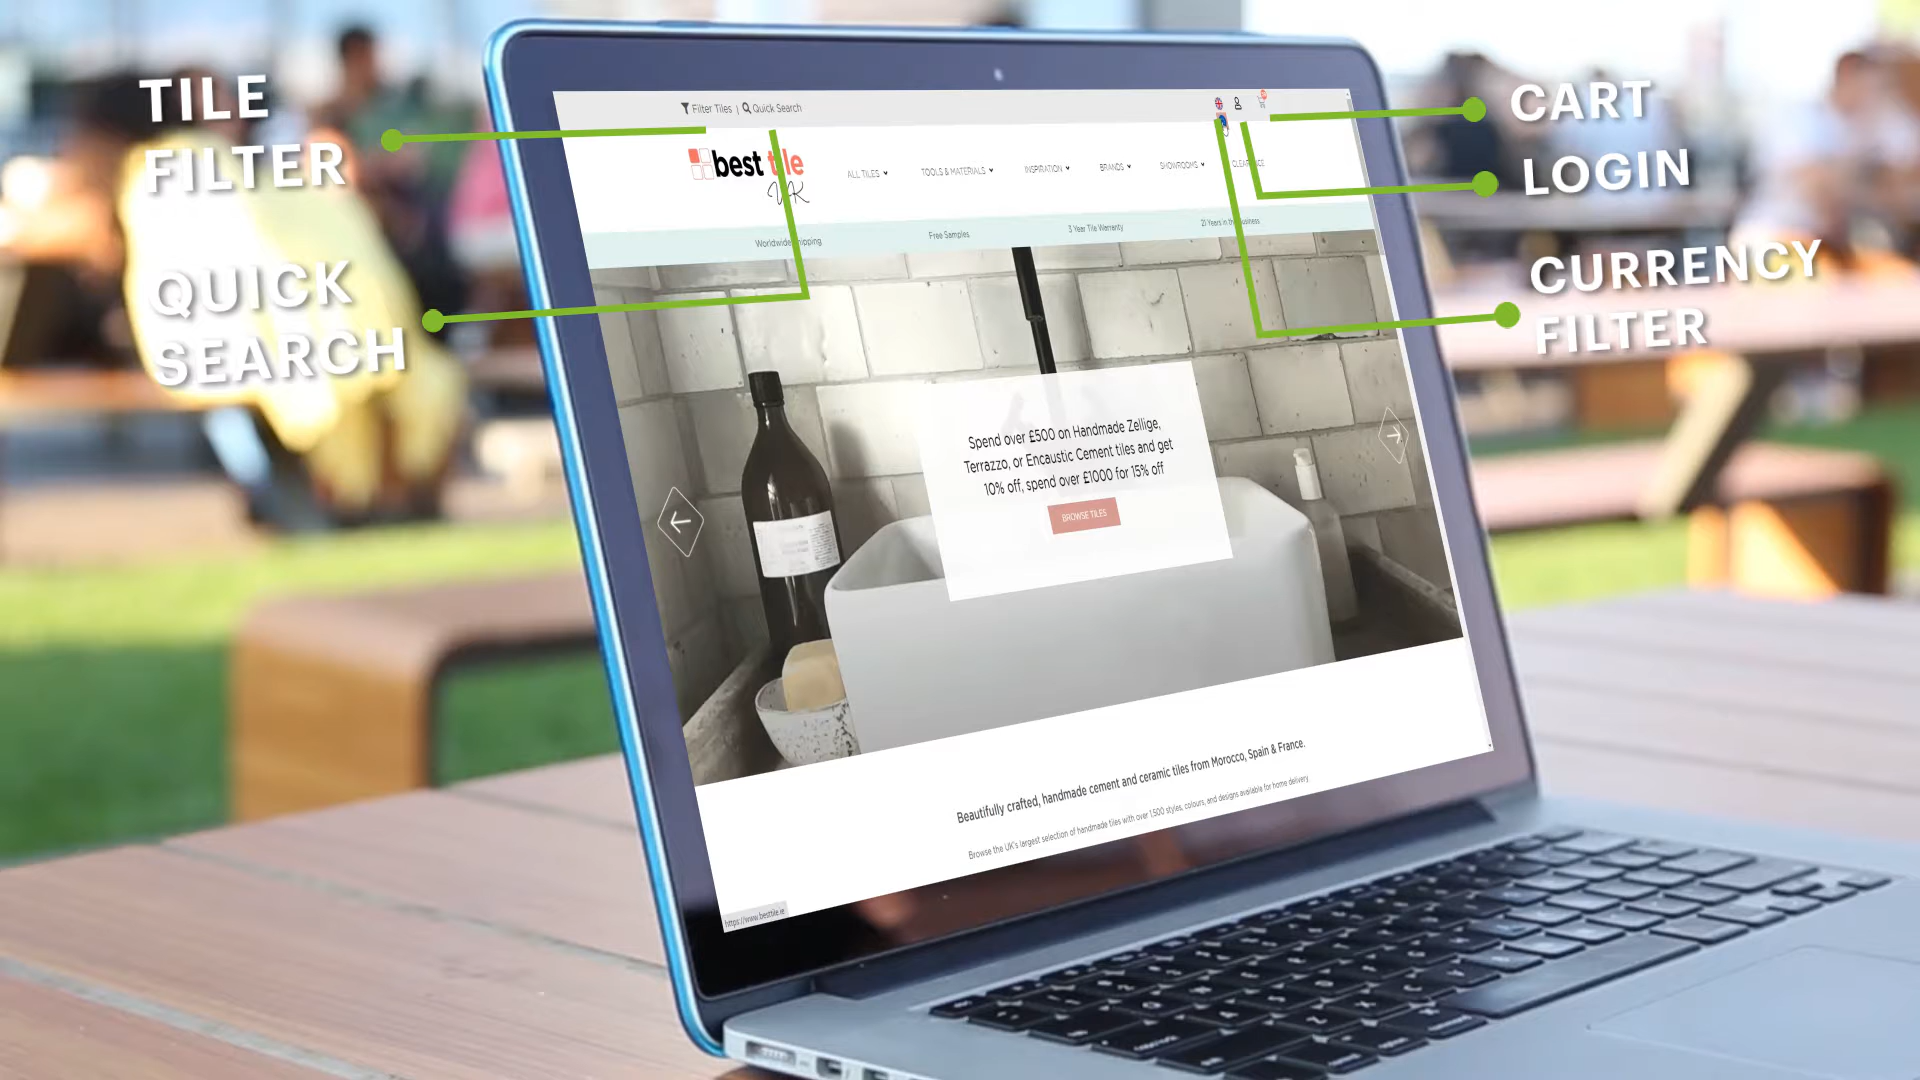 TILE
FILTER
QUICK
SEARCH
CART
LOGIN
CURRENCY
FILTER
Filter Tiles | Quick Search
best tile
UK
ALL TILES
TOOLS & MATERIALS
INSPIRATION
BRANDS
SHOWROOMS
CLEARANCE
Worldwide Shipping
Free Samples
3 Year Tile Warranty
21 Years in the Business
Spend over £500 on Handmade Zellige,
Terrazzo, or Encaustic Cement tiles and get
10% off, spend over £1000 for 15% off
BROWSE TILES
Beautifully crafted, handmade cement and ceramic tiles from Morocco, Spain & France.
Browse the UK's largest selection of handmade tiles with over 1,500 styles, colours, and designs available for home delivery
https://www.besttile.ie